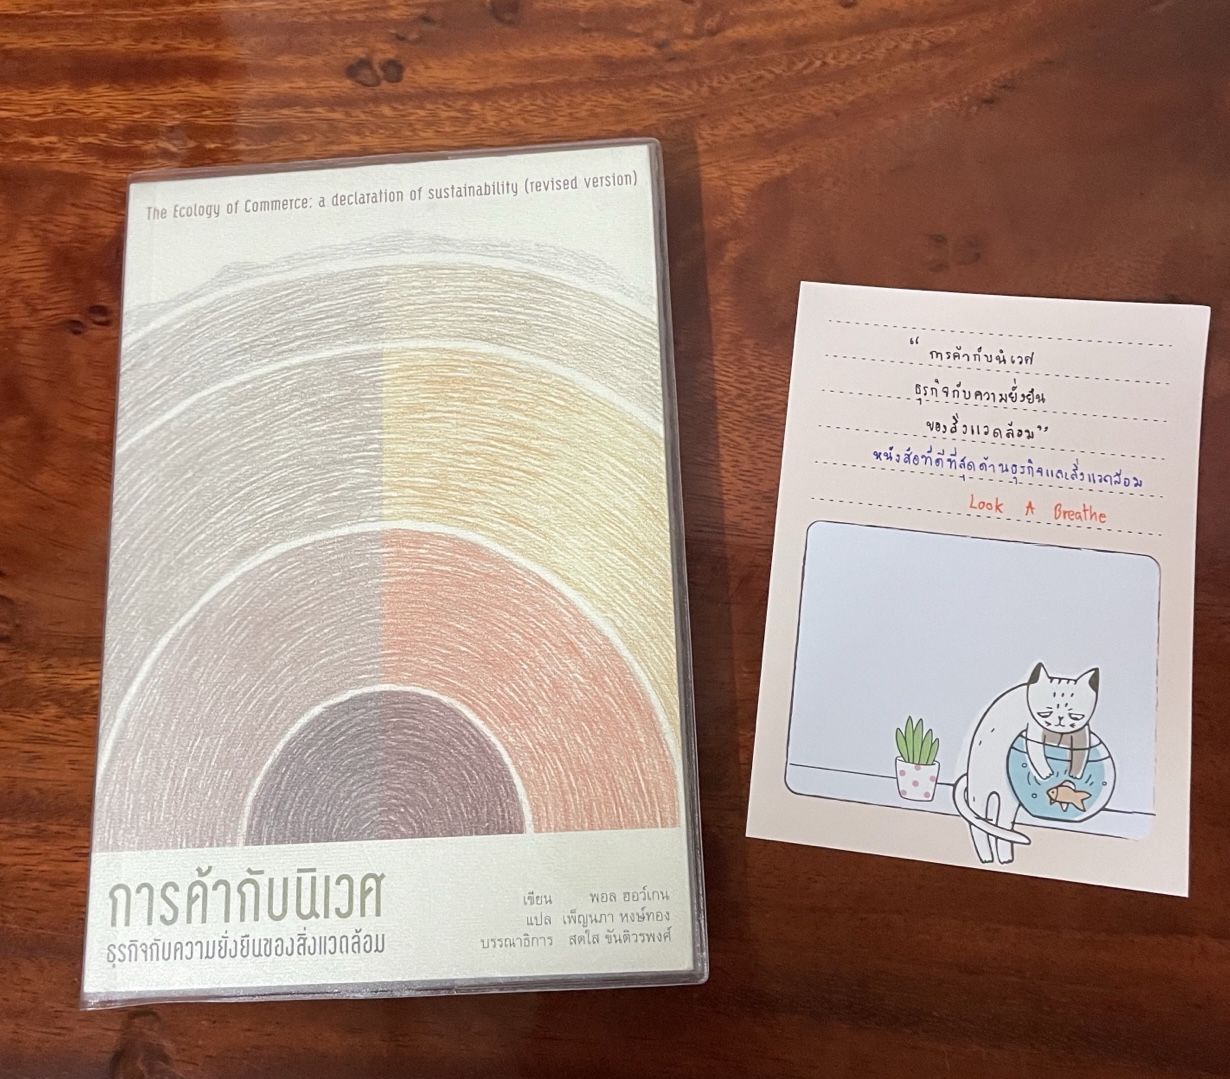 The Ecology of Commerce: a declaration of sustainability (revised version)
การค้ากับนิเวศ
ธุรกิจกับความยั่งยืนของสิ่งแวดล้อม
เขียน พอล ฮอว์เกน
แปล เพ็ญนภา หงษ์ทอง
บรรณาธิการ สดใส ขันติวรพงศ์
“ การค้ากับนิเวศ
ธุรกิจกับความยั่งยืน
ของสิ่งแวดล้อม”
หนังสือที่ดีที่สุดด้านธุรกิจและสิ่งแวดล้อม
Look A Breathe